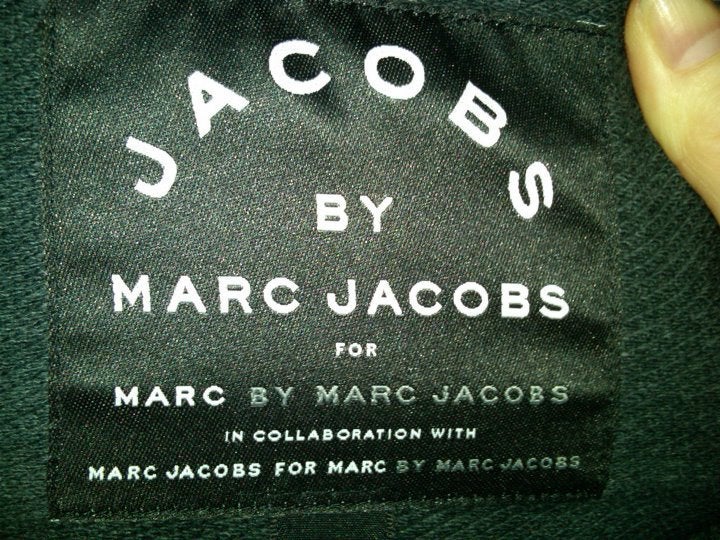 JACOBS
BY
MARC JACOBS
FOR
MARC BY MARC JACOBS
IN COLLABORATION WITH
MARC JACOBS FOR MARC BY MARC JACOBS